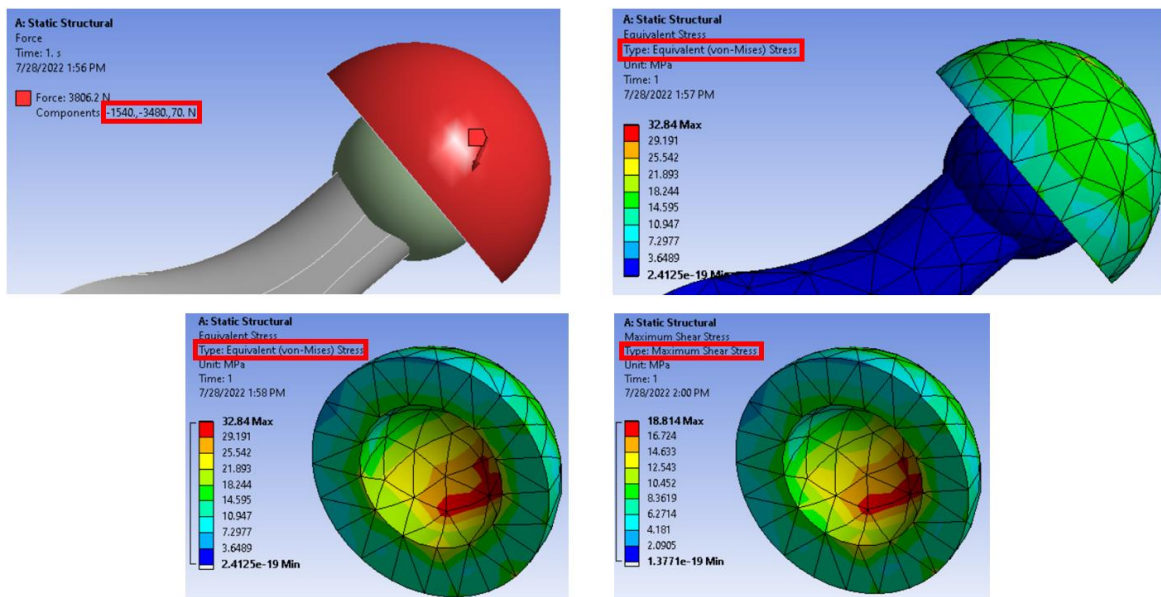 A: Static Structural
Force
Time: 1. s
7/28/2022 1:56 PM
Force: 3806.2 N
Components: -1540.,-3480.,70. N
A: Static Structural
Equivalent Stress
Type: Equivalent (von-Mises) Stress
Unit: MPa
Time: 1
7/28/2022 1:57 PM
32.84 Max
29.191
25.542
21.893
18.244
14.595
10.947
7.2977
3.6489
2.4125e-19 Min
A: Static Structural
Equivalent Stress
Type: Equivalent (von-Mises) Stress
Unit: MPa
Time: 1
7/28/2022 1:58 PM
32.84 Max
29.191
25.542
21.893
18.244
14.595
10.947
7.2977
3.6489
2.4125e-19 Min
A: Static Structural
Maximum Shear Stress
Type: Maximum Shear Stress
Unit: MPa
Time: 1
7/28/2022 2:00 PM
18.814 Max
16.724
14.633
12.543
10.452
8.3619
6.2714
4.181
2.0905
1.3771e-19 Min